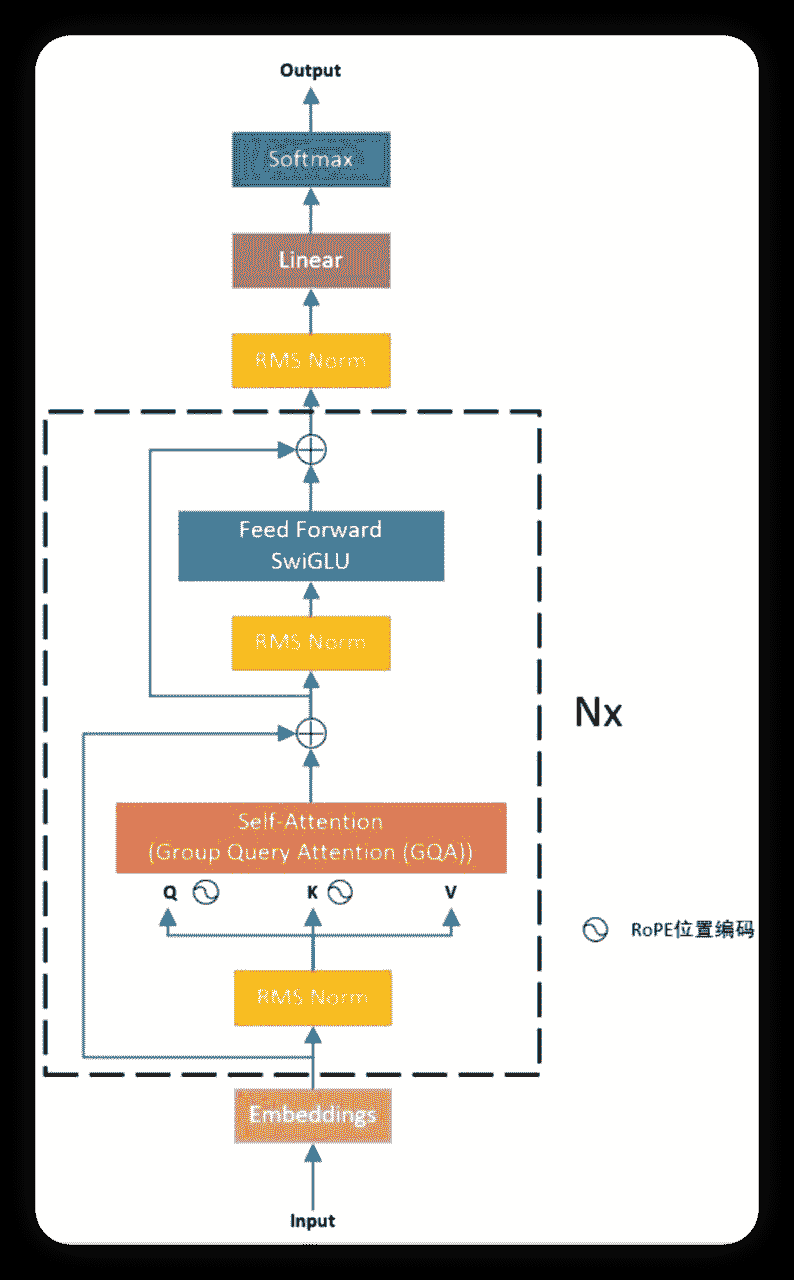 Output
Softmax
Linear
RMS Norm
Feed Forward
SwiGLU
RMS Norm
Nx
Self-Attention
(Group Query Attention (GQA))
Q K V
RoPE位置编码
RMS Norm
Embeddings
Input